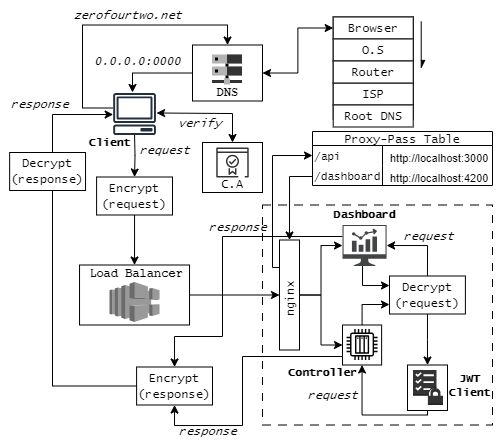 zerofourtwo.net
Browser
O.S
Router
ISP
Root DNS
0.0.0.0:0000
DNS
response
Client
verify
request
Proxy-Pass Table
/api
http://localhost:3000
/dashboard
http://localhost:4200
Decrypt
(response)
Encrypt
(request)
C.A
Dashboard
response
request
Load Balancer
nginx
Decrypt
(request)
Controller
Encrypt
(response)
JWT
Client
request
response